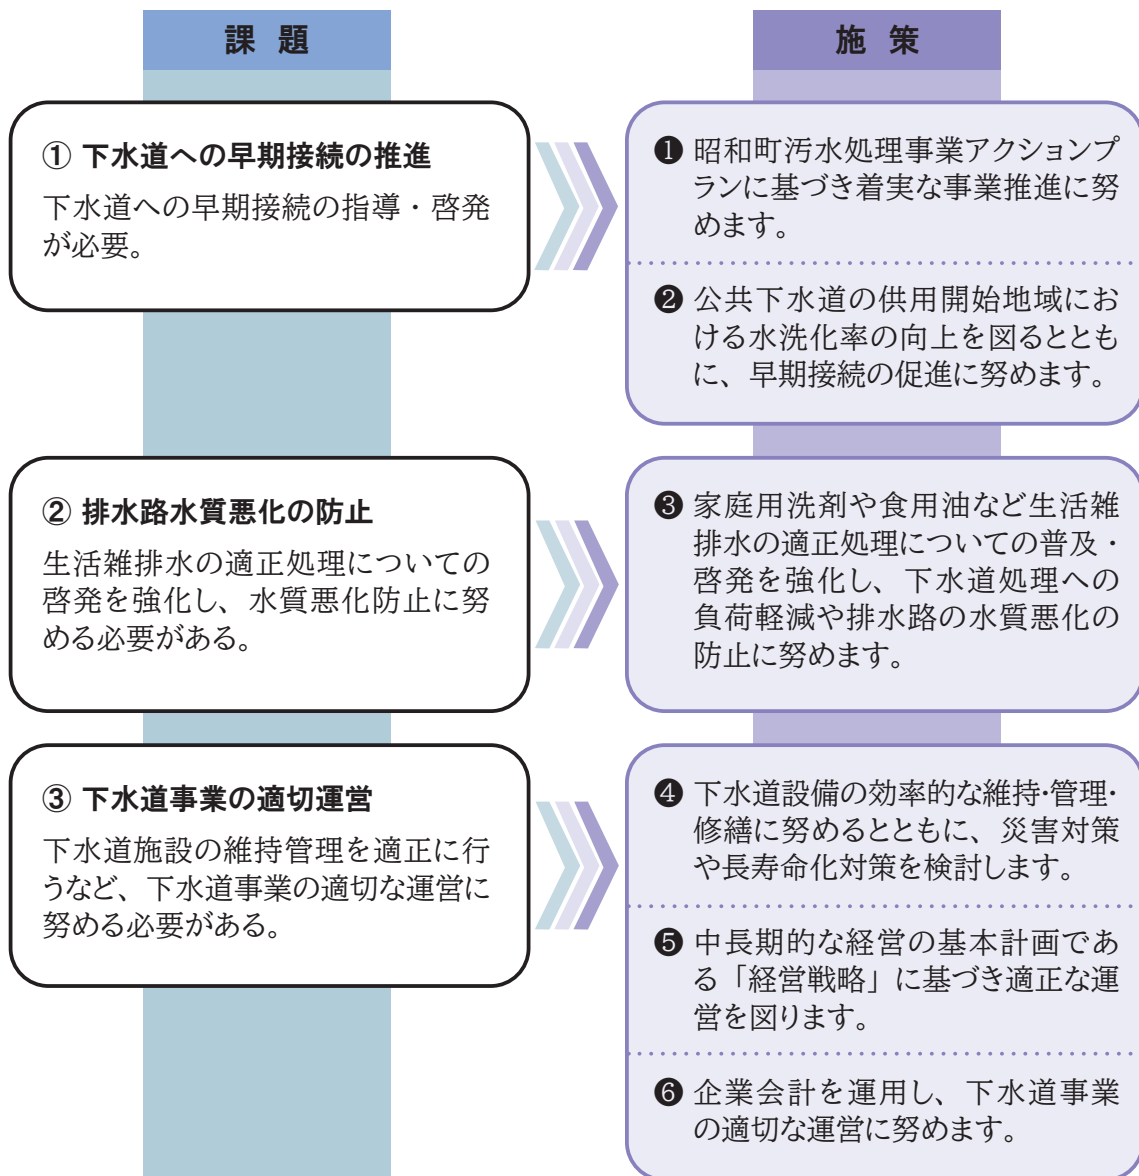 課 題
施 策
① 下水道への早期接続の推進
下水道への早期接続の指導・啓発
が必要。
❶ 昭和町汚水処理事業アクションプ
ランに基づき着実な事業推進に努
めます。
❷ 公共下水道の供用開始地域にお
ける水洗化率の向上を図るととも
に、早期接続の促進に努めます。
② 排水路水質悪化の防止
生活雑排水の適正処理についての
啓発を強化し、水質悪化防止に努
める必要がある。
❸ 家庭用洗剤や食用油など生活雑
排水の適正処理についての普及・
啓発を強化し、下水道処理への
負荷軽減や排水路の水質悪化の
防止に努めます。
③ 下水道事業の適切運営
下水道施設の維持管理を適正に行
うなど、下水道事業の適切な運営に
努める必要がある。
❹ 下水道設備の効率的な維持・管理・
修繕に努めるとともに、災害対策
や長寿命化対策を検討します。
❺ 中長期的な経営の基本計画であ
る「経営戦略」に基づき適正な運
営を図ります。
❻ 企業会計を運用し、下水道事業
の適切な運営に努めます。